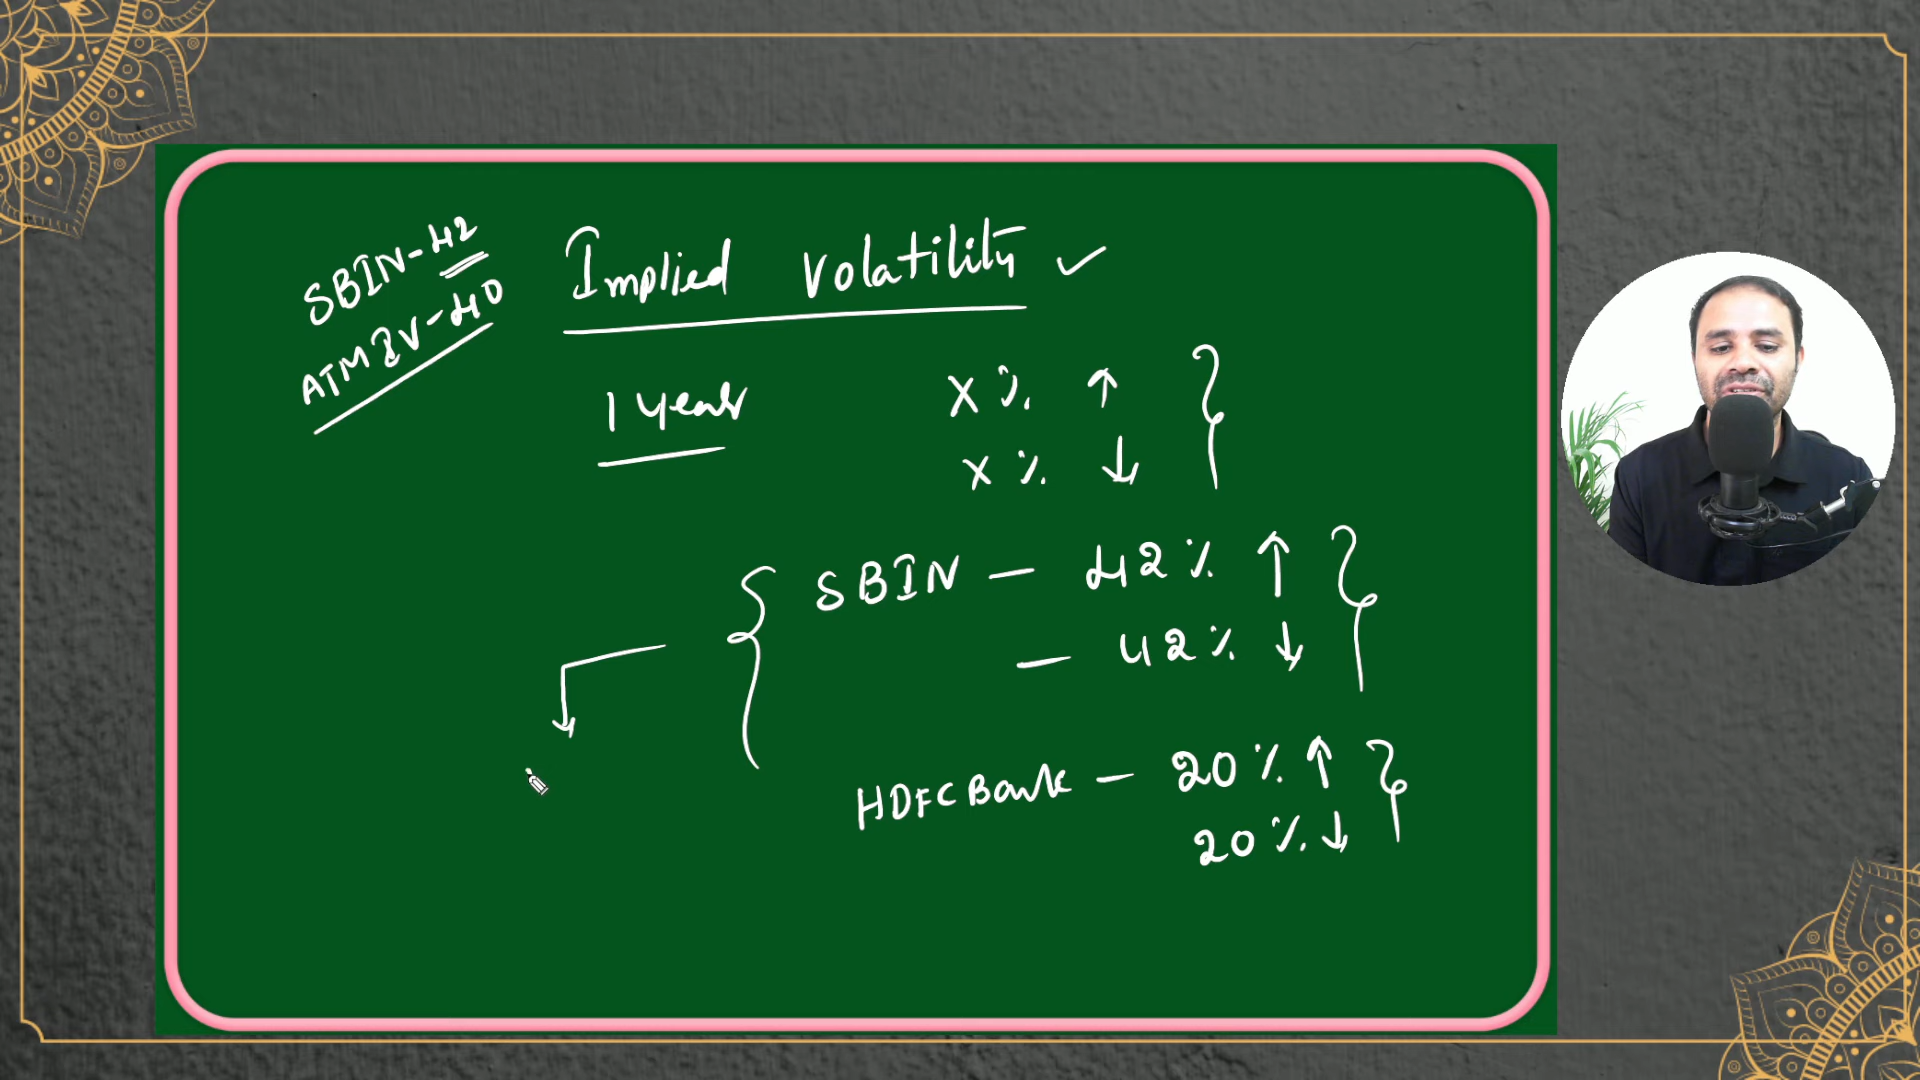 SBIN-42
ATM IV-40
Implied Volatility ✓
1 year
X % ↑
X % ↓
SBIN — 42 % ↑
— 42 % ↓
HDFC Bank — 20 % ↑
20 % ↓